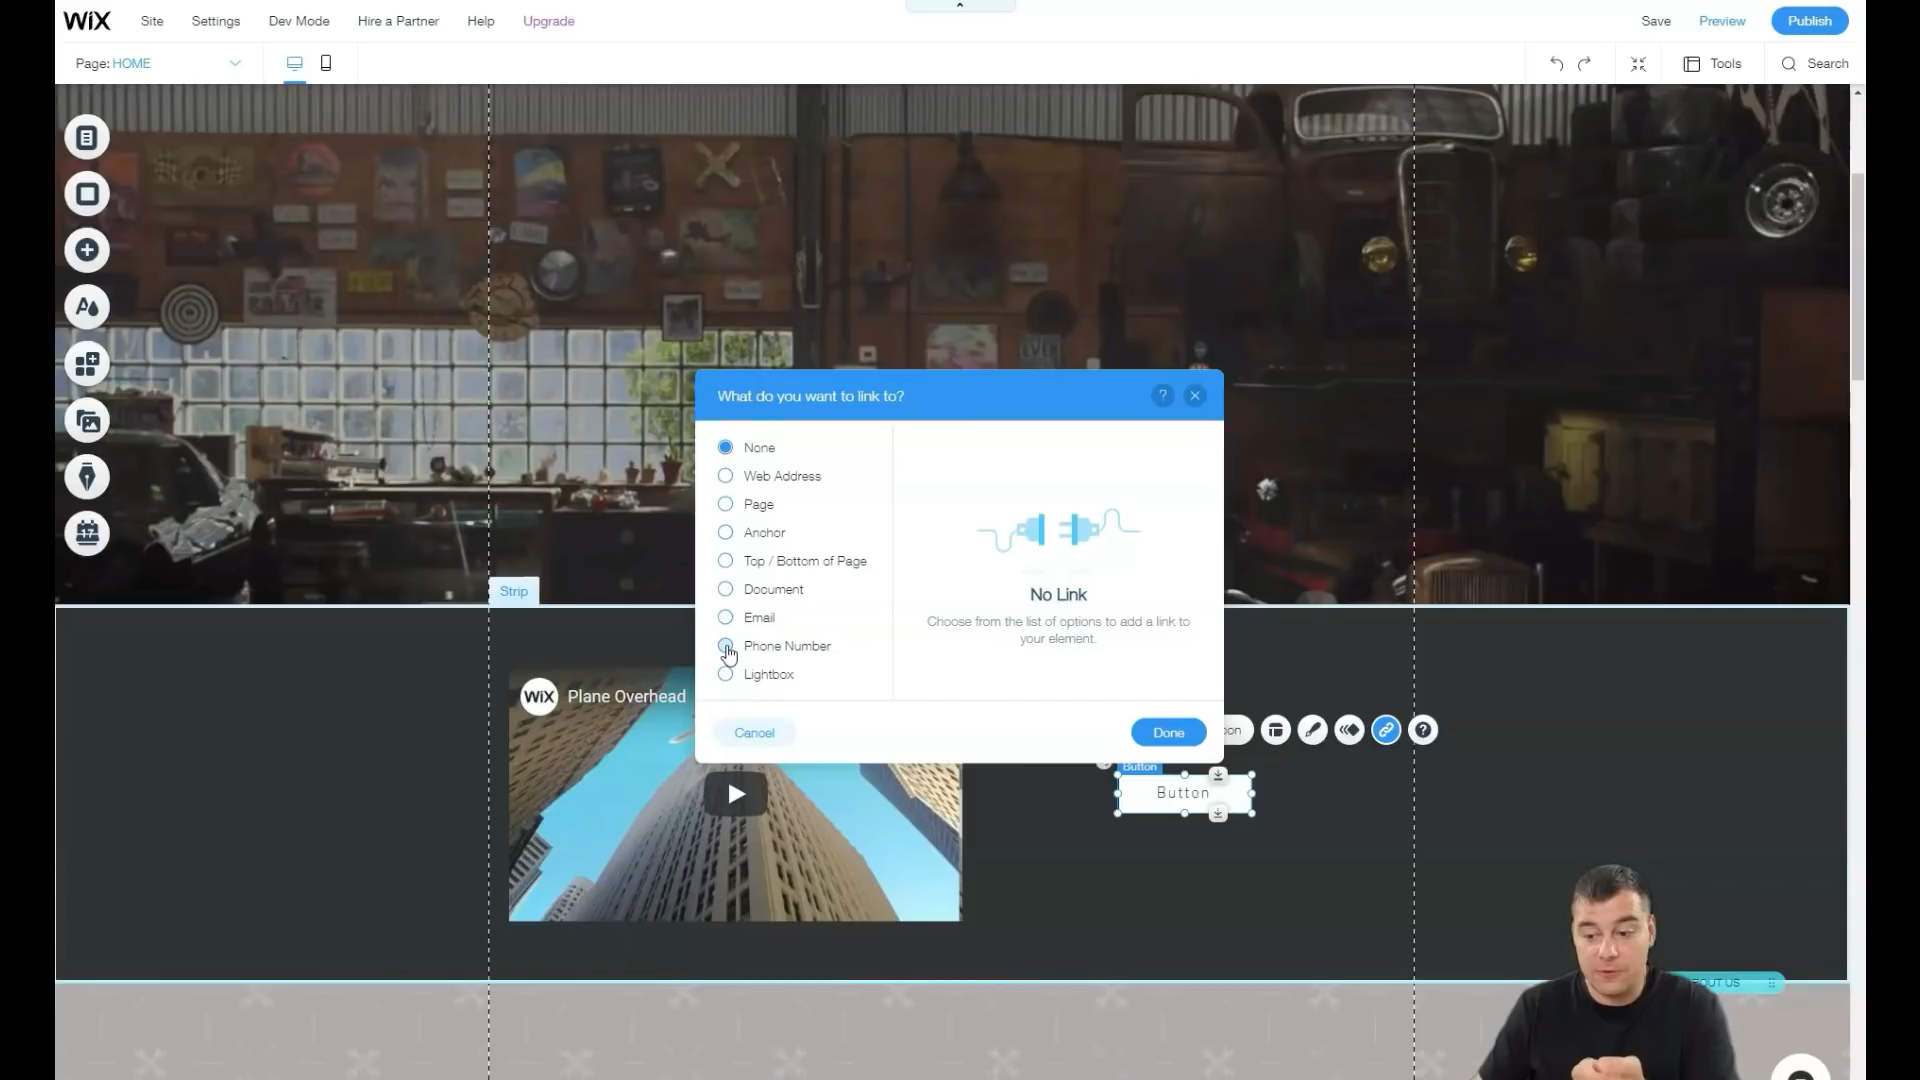 WIX Site Settings Dev Mode Hire a Partner Help Upgrade Save Preview Publish
Page: HOME Tools Search
What do you want to link to? ?
None
Web Address
Page
Anchor
Top / Bottom of Page
Document
Email
Phone Number
Lightbox
No Link
Choose from the list of options to add a link to
your element.
Cancel Done
Strip
WIX Plane Overhead
?
Button
Button
OUT US